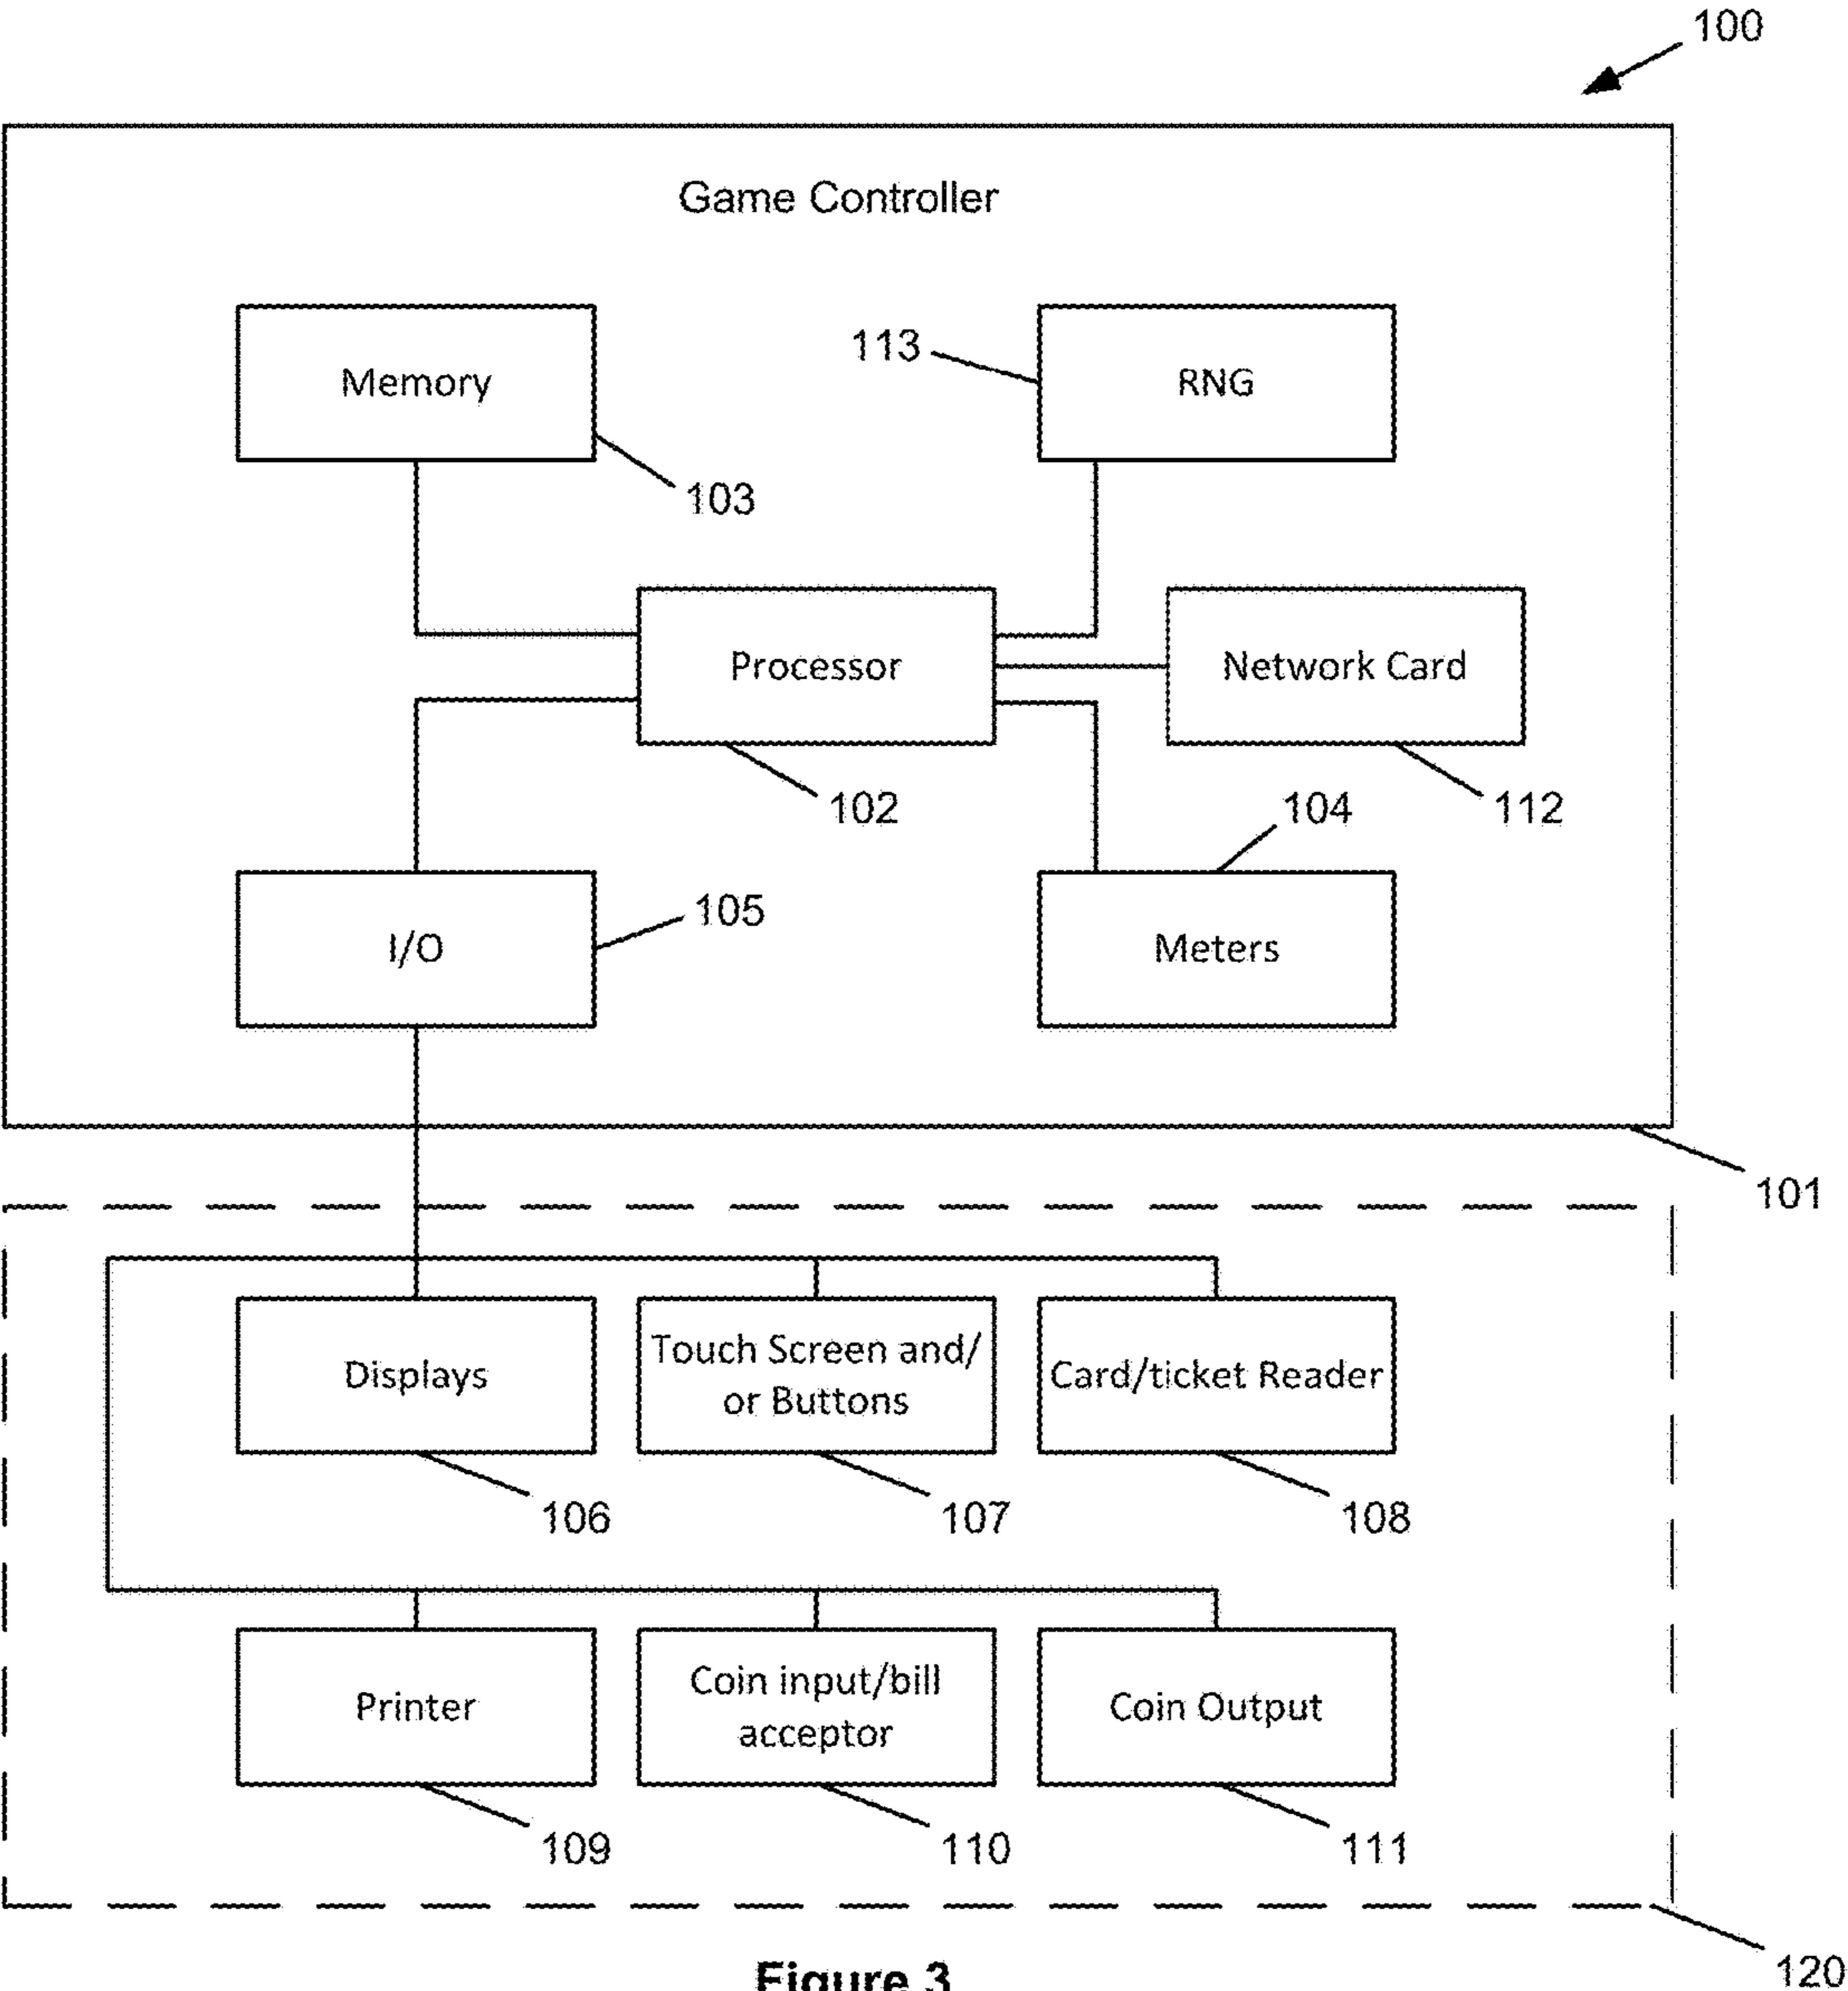 100
Game Controller
Memory
113
RNG
103
Processor
Network Card
102
104
112
I/O
105
Meters
101
Displays
Touch Screen and/
or Buttons
Card/ticket Reader
106
107
108
Printer
Coin input/bill
acceptor
Coin Output
109
110
111
120
Figure 3